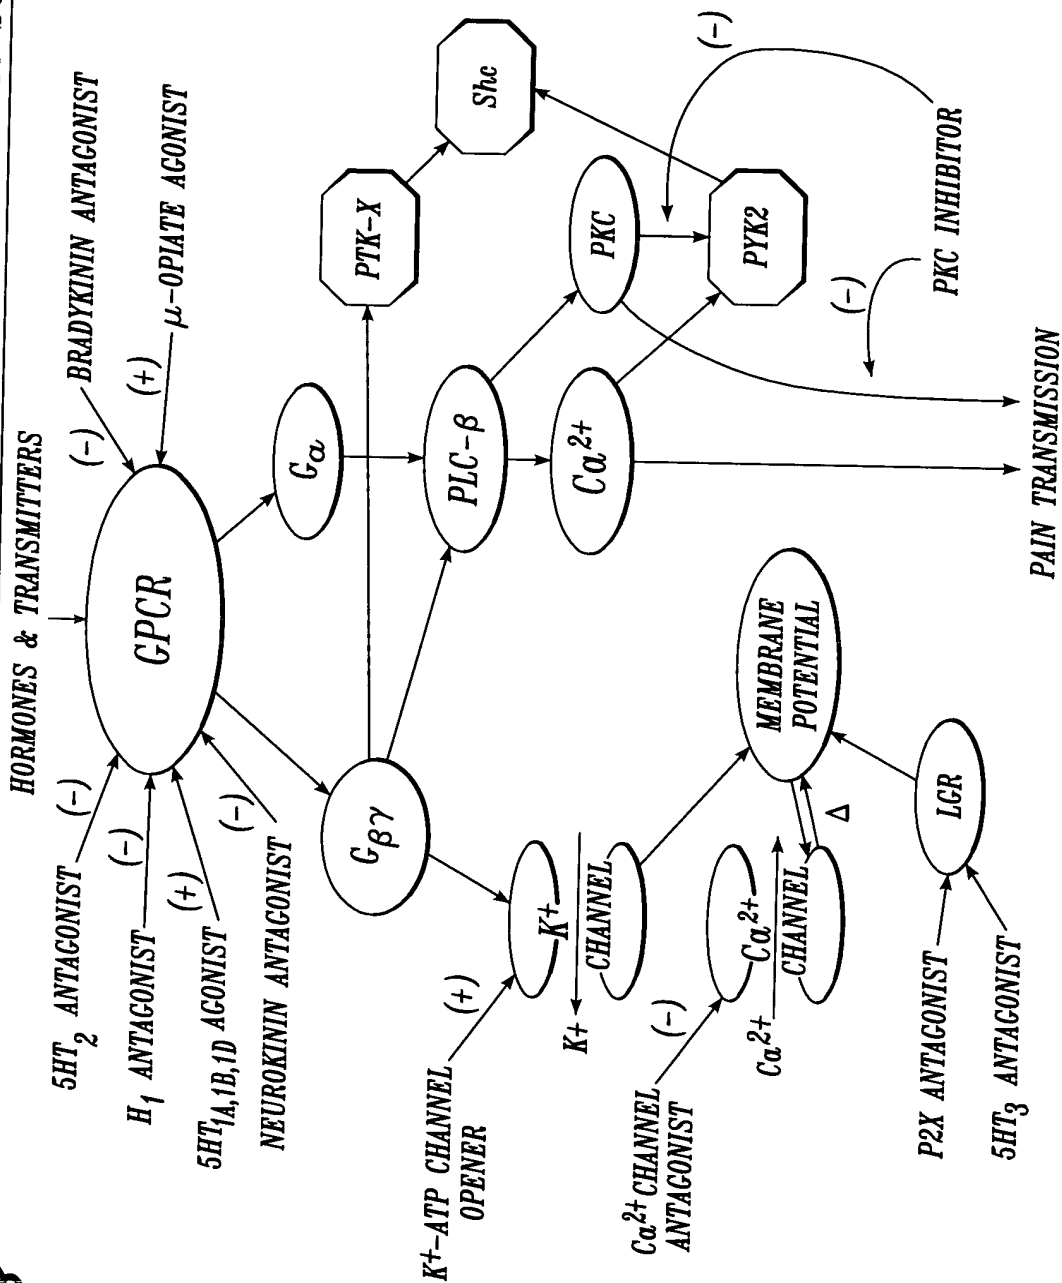 HORMONES & TRANSMITTERS
5HT2 ANTAGONIST
(-)
H1 ANTAGONIST
(-)
5HT1A,1B,1D AGONIST
(+)
NEUROKININ ANTAGONIST
(-)
GPCR
(-)
BRADYKININ ANTAGONIST
(+)
μ-OPIATE AGONIST
Gβγ
Gα
PTK-X
Shc
K+-ATP CHANNEL
OPENER
(+)
K+
CHANNEL
K+
PLC-β
PKC
Ca2+
PYK2
(-)
(-)
PKC INHIBITOR
Ca2+ CHANNEL
ANTAGONIST
(-)
Ca2+
CHANNEL
Ca2+
MEMBRANE
POTENTIAL
Δ
LGR
P2X ANTAGONIST
5HT3 ANTAGONIST
PAIN TRANSMISSION